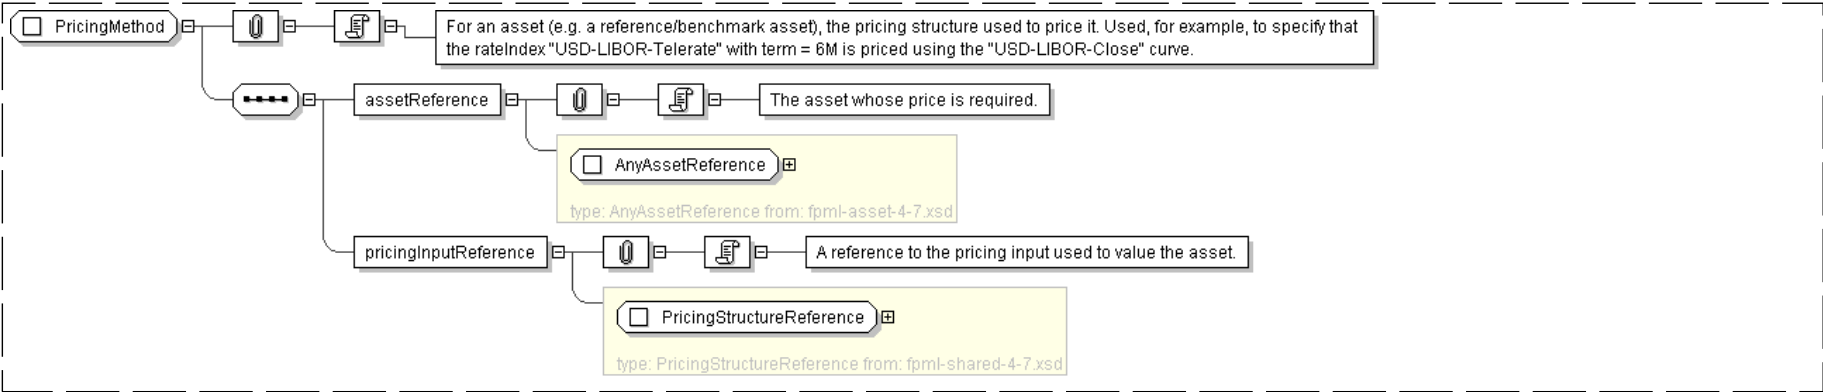 PricingMethod
For an asset (e.g. a reference/benchmark asset), the pricing structure used to price it. Used, for example, to specify that
the rateIndex "USD-LIBOR-Telerate" with term = 6M is priced using the "USD-LIBOR-Close" curve.
assetReference
The asset whose price is required.
AnyAssetReference
type: AnyAssetReference from: fpml-asset-4-7.xsd
pricingInputReference
A reference to the pricing input used to value the asset.
PricingStructureReference
type: PricingStructureReference from: fpml-shared-4-7.xsd